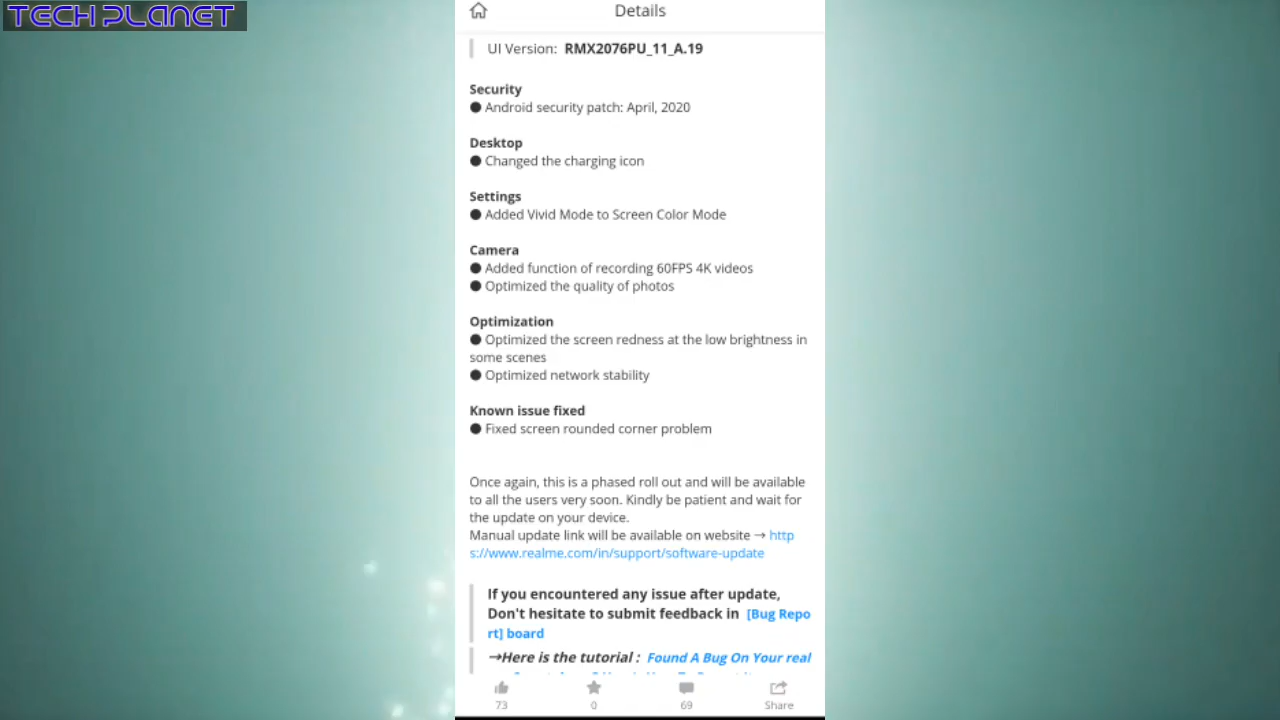 TECH PLANET
Details
UI Version: RMX2076PU_11_A.19
Security
● Android security patch: April, 2020
Desktop
● Changed the charging icon
Settings
● Added Vivid Mode to Screen Color Mode
Camera
● Added function of recording 60FPS 4K videos
● Optimized the quality of photos
Optimization
● Optimized the screen redness at the low brightness in
some scenes
● Optimized network stability
Known issue fixed
● Fixed screen rounded corner problem
Once again, this is a phased roll out and will be available
to all the users very soon. Kindly be patient and wait for
the update on your device.
Manual update link will be available on website → http
s://www.realme.com/in/support/software-update
If you encountered any issue after update,
Don't hesitate to submit feedback in [Bug Repo
rt] board
→Here is the tutorial : Found A Bug On Your real
73 0 69 Share